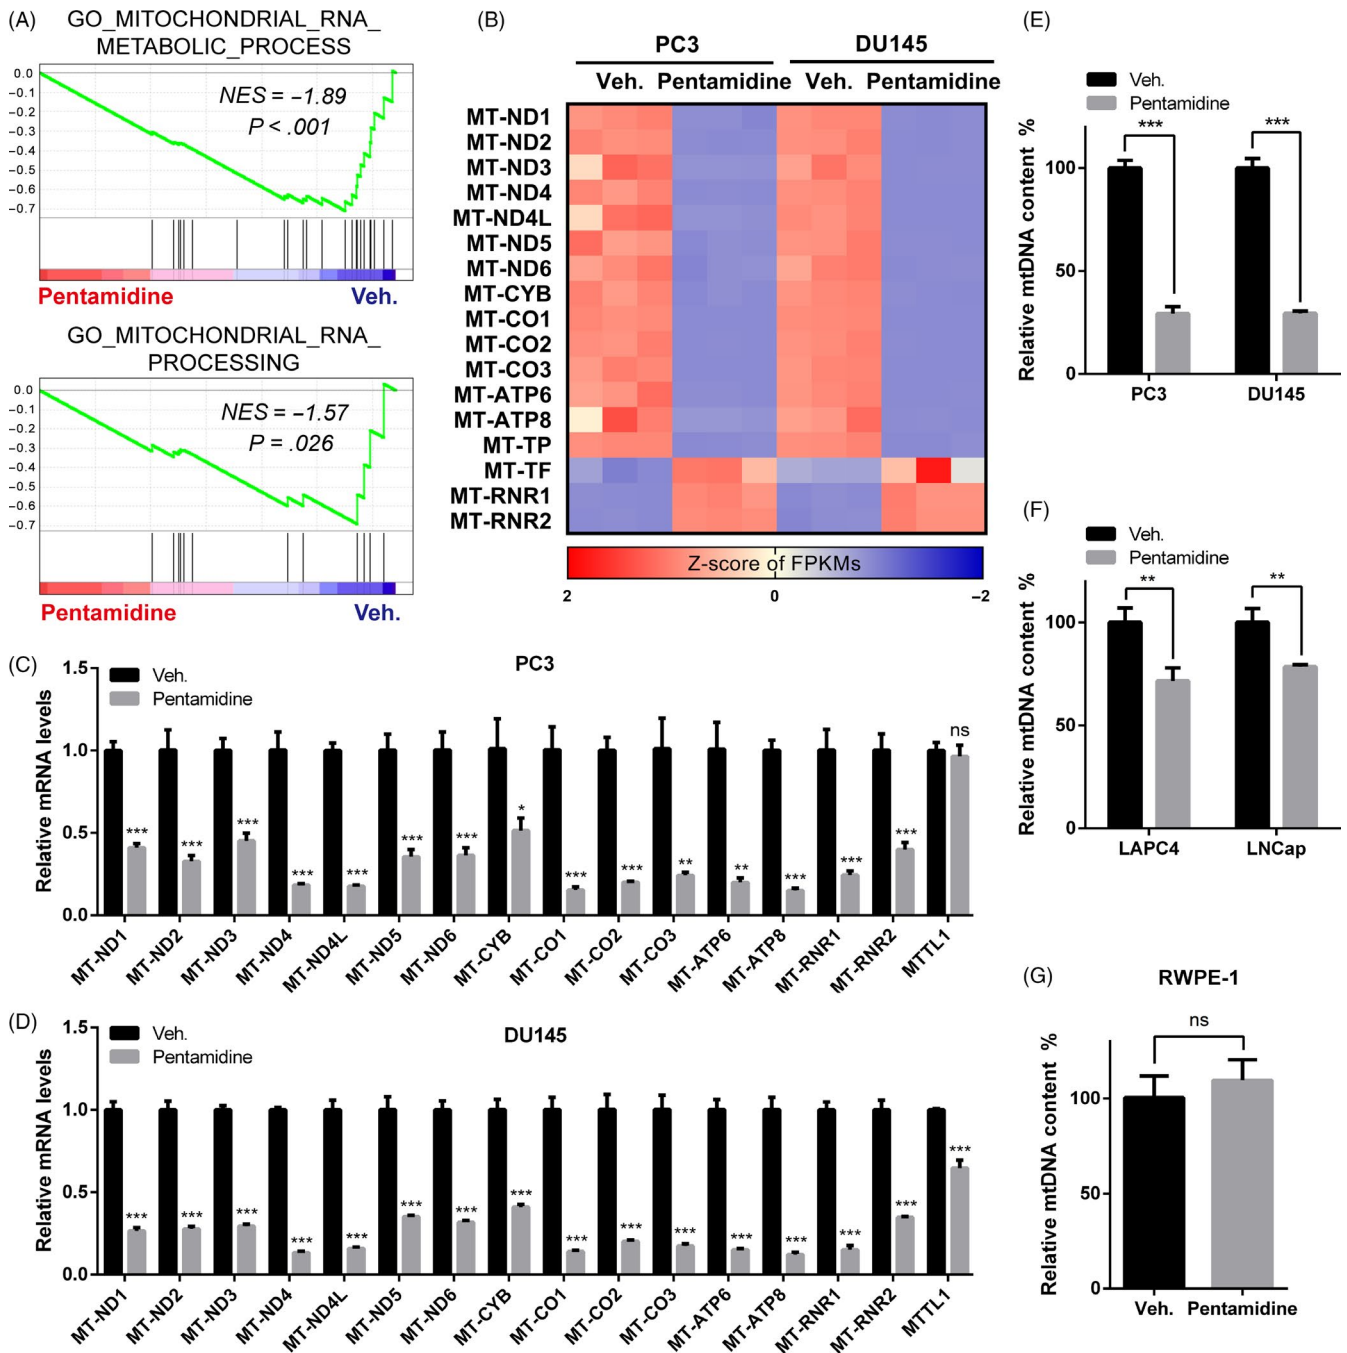 (A)
GO_MITOCHONDRIAL_RNA_
METABOLIC_PROCESS
0.0
−0.1
−0.2
−0.3
−0.4
−0.5
−0.6
−0.7
NES = −1.89
P < .001
Pentamidine Veh.
GO_MITOCHONDRIAL_RNA_
PROCESSING
0.0
−0.1
−0.2
−0.3
−0.4
−0.5
−0.6
−0.7
NES = −1.57
P = .026
Pentamidine Veh.
(B)
PC3 DU145
Veh. Pentamidine Veh. Pentamidine
MT-ND1
MT-ND2
MT-ND3
MT-ND4
MT-ND4L
MT-ND5
MT-ND6
MT-CYB
MT-CO1
MT-CO2
MT-CO3
MT-ATP6
MT-ATP8
MT-TP
MT-TF
MT-RNR1
MT-RNR2
Z-score of FPKMs
2 0 −2
(C)
PC3
Veh.
Pentamidine
Relative mRNA levels
1.5
1.0
0.5
0.0
*** *** *** *** *** *** *** * *** *** ** ** *** *** *** ns
MT-ND1 MT-ND2 MT-ND3 MT-ND4 MT-ND4L MT-ND5 MT-ND6 MT-CYB MT-CO1 MT-CO2 MT-CO3 MT-ATP6 MT-ATP8 MT-RNR1 MT-RNR2 MTTL1
(D)
DU145
Veh.
Pentamidine
Relative mRNA levels
1.5
1.0
0.5
0.0
*** *** *** *** *** *** *** *** *** *** *** *** *** *** *** ***
MT-ND1 MT-ND2 MT-ND3 MT-ND4 MT-ND4L MT-ND5 MT-ND6 MT-CYB MT-CO1 MT-CO2 MT-CO3 MT-ATP6 MT-ATP8 MT-RNR1 MT-RNR2 MTTL1
(E)
Veh.
Pentamidine
Relative mtDNA content %
100
50
0
*** ***
PC3 DU145
(F)
Veh.
Pentamidine
Relative mtDNA content %
100
50
0
** **
LAPC4 LNCap
(G)
RWPE-1
Relative mtDNA content %
100
50
0
ns
Veh. Pentamidine